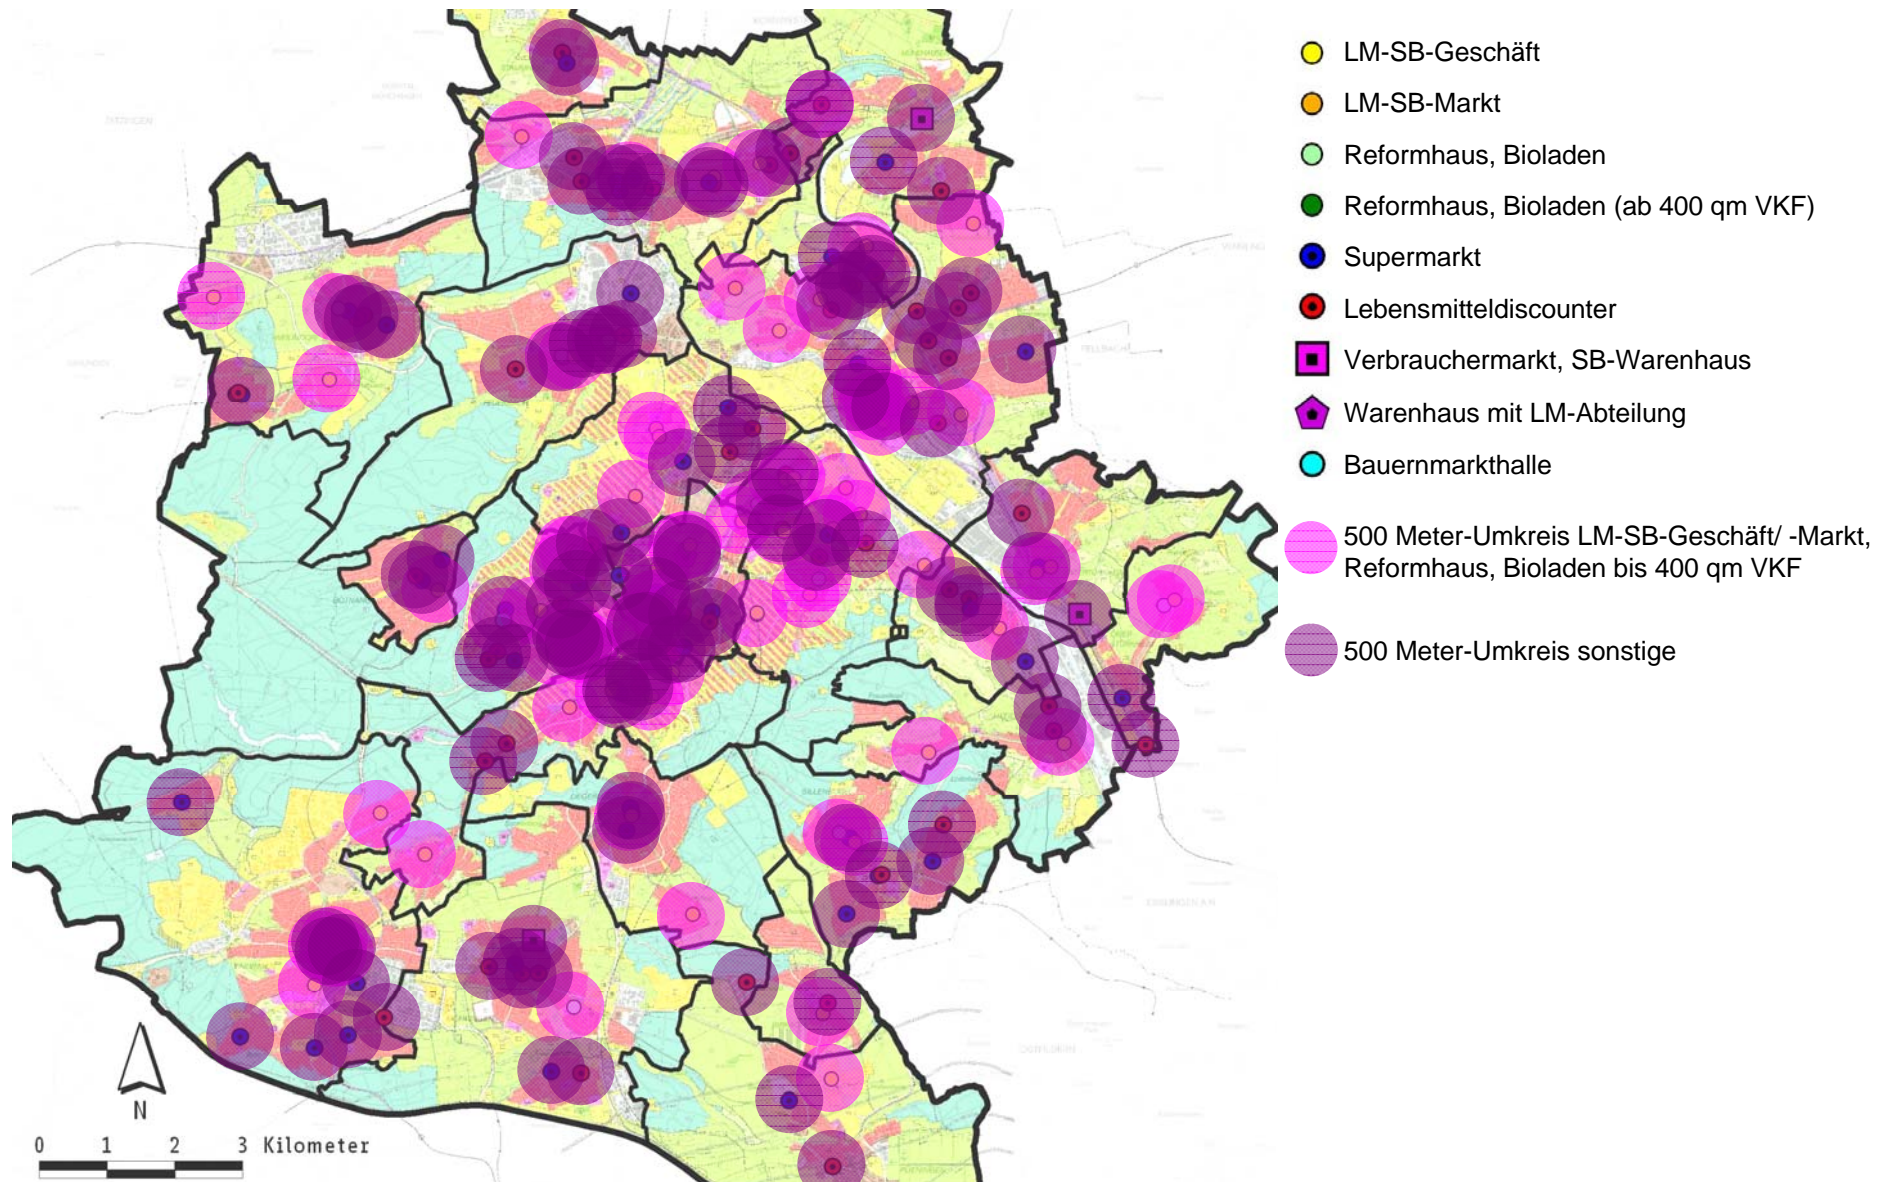 LM-SB-Geschäft
LM-SB-Markt
Reformhaus, Bioladen
Reformhaus, Bioladen (ab 400 qm VKF)
Supermarkt
Lebensmitteldiscounter
Verbrauchermarkt, SB-Warenhaus
Warenhaus mit LM-Abteilung
Bauernmarkthalle
500 Meter-Umkreis LM-SB-Geschäft/ -Markt,
Reformhaus, Bioladen bis 400 qm VKF
500 Meter-Umkreis sonstige
N
0 1 2 3 Kilometer